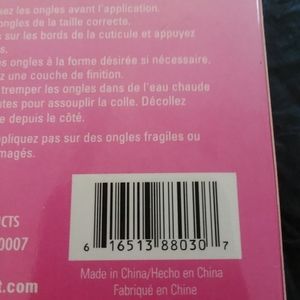 ez les ongles avant l'application.
ongles de la taille correcte.
s sur les bords de la cuticule et appuyez
s.
es ongles à la forme désirée si nécessaire,
ez une couche de finition.
tremper les ongles dans de l'eau chaude
utes pour assouplir la colle. Décollez
e depuis le côté.
pliquez pas sur des ongles fragiles ou
magés.
CTS
0007
t.com
6 16513 88030 7
Made in China/Hecho en China
Fabriqué en Chine